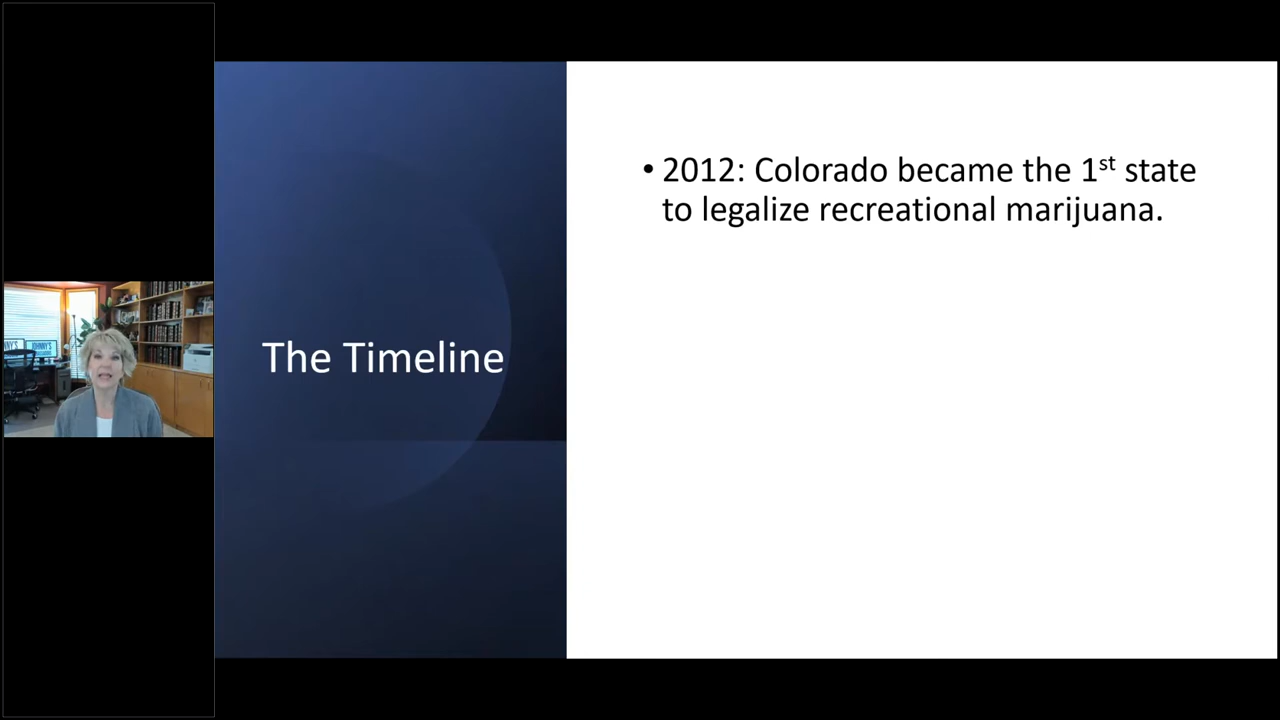 The Timeline
• 2012: Colorado became the 1st state
to legalize recreational marijuana.